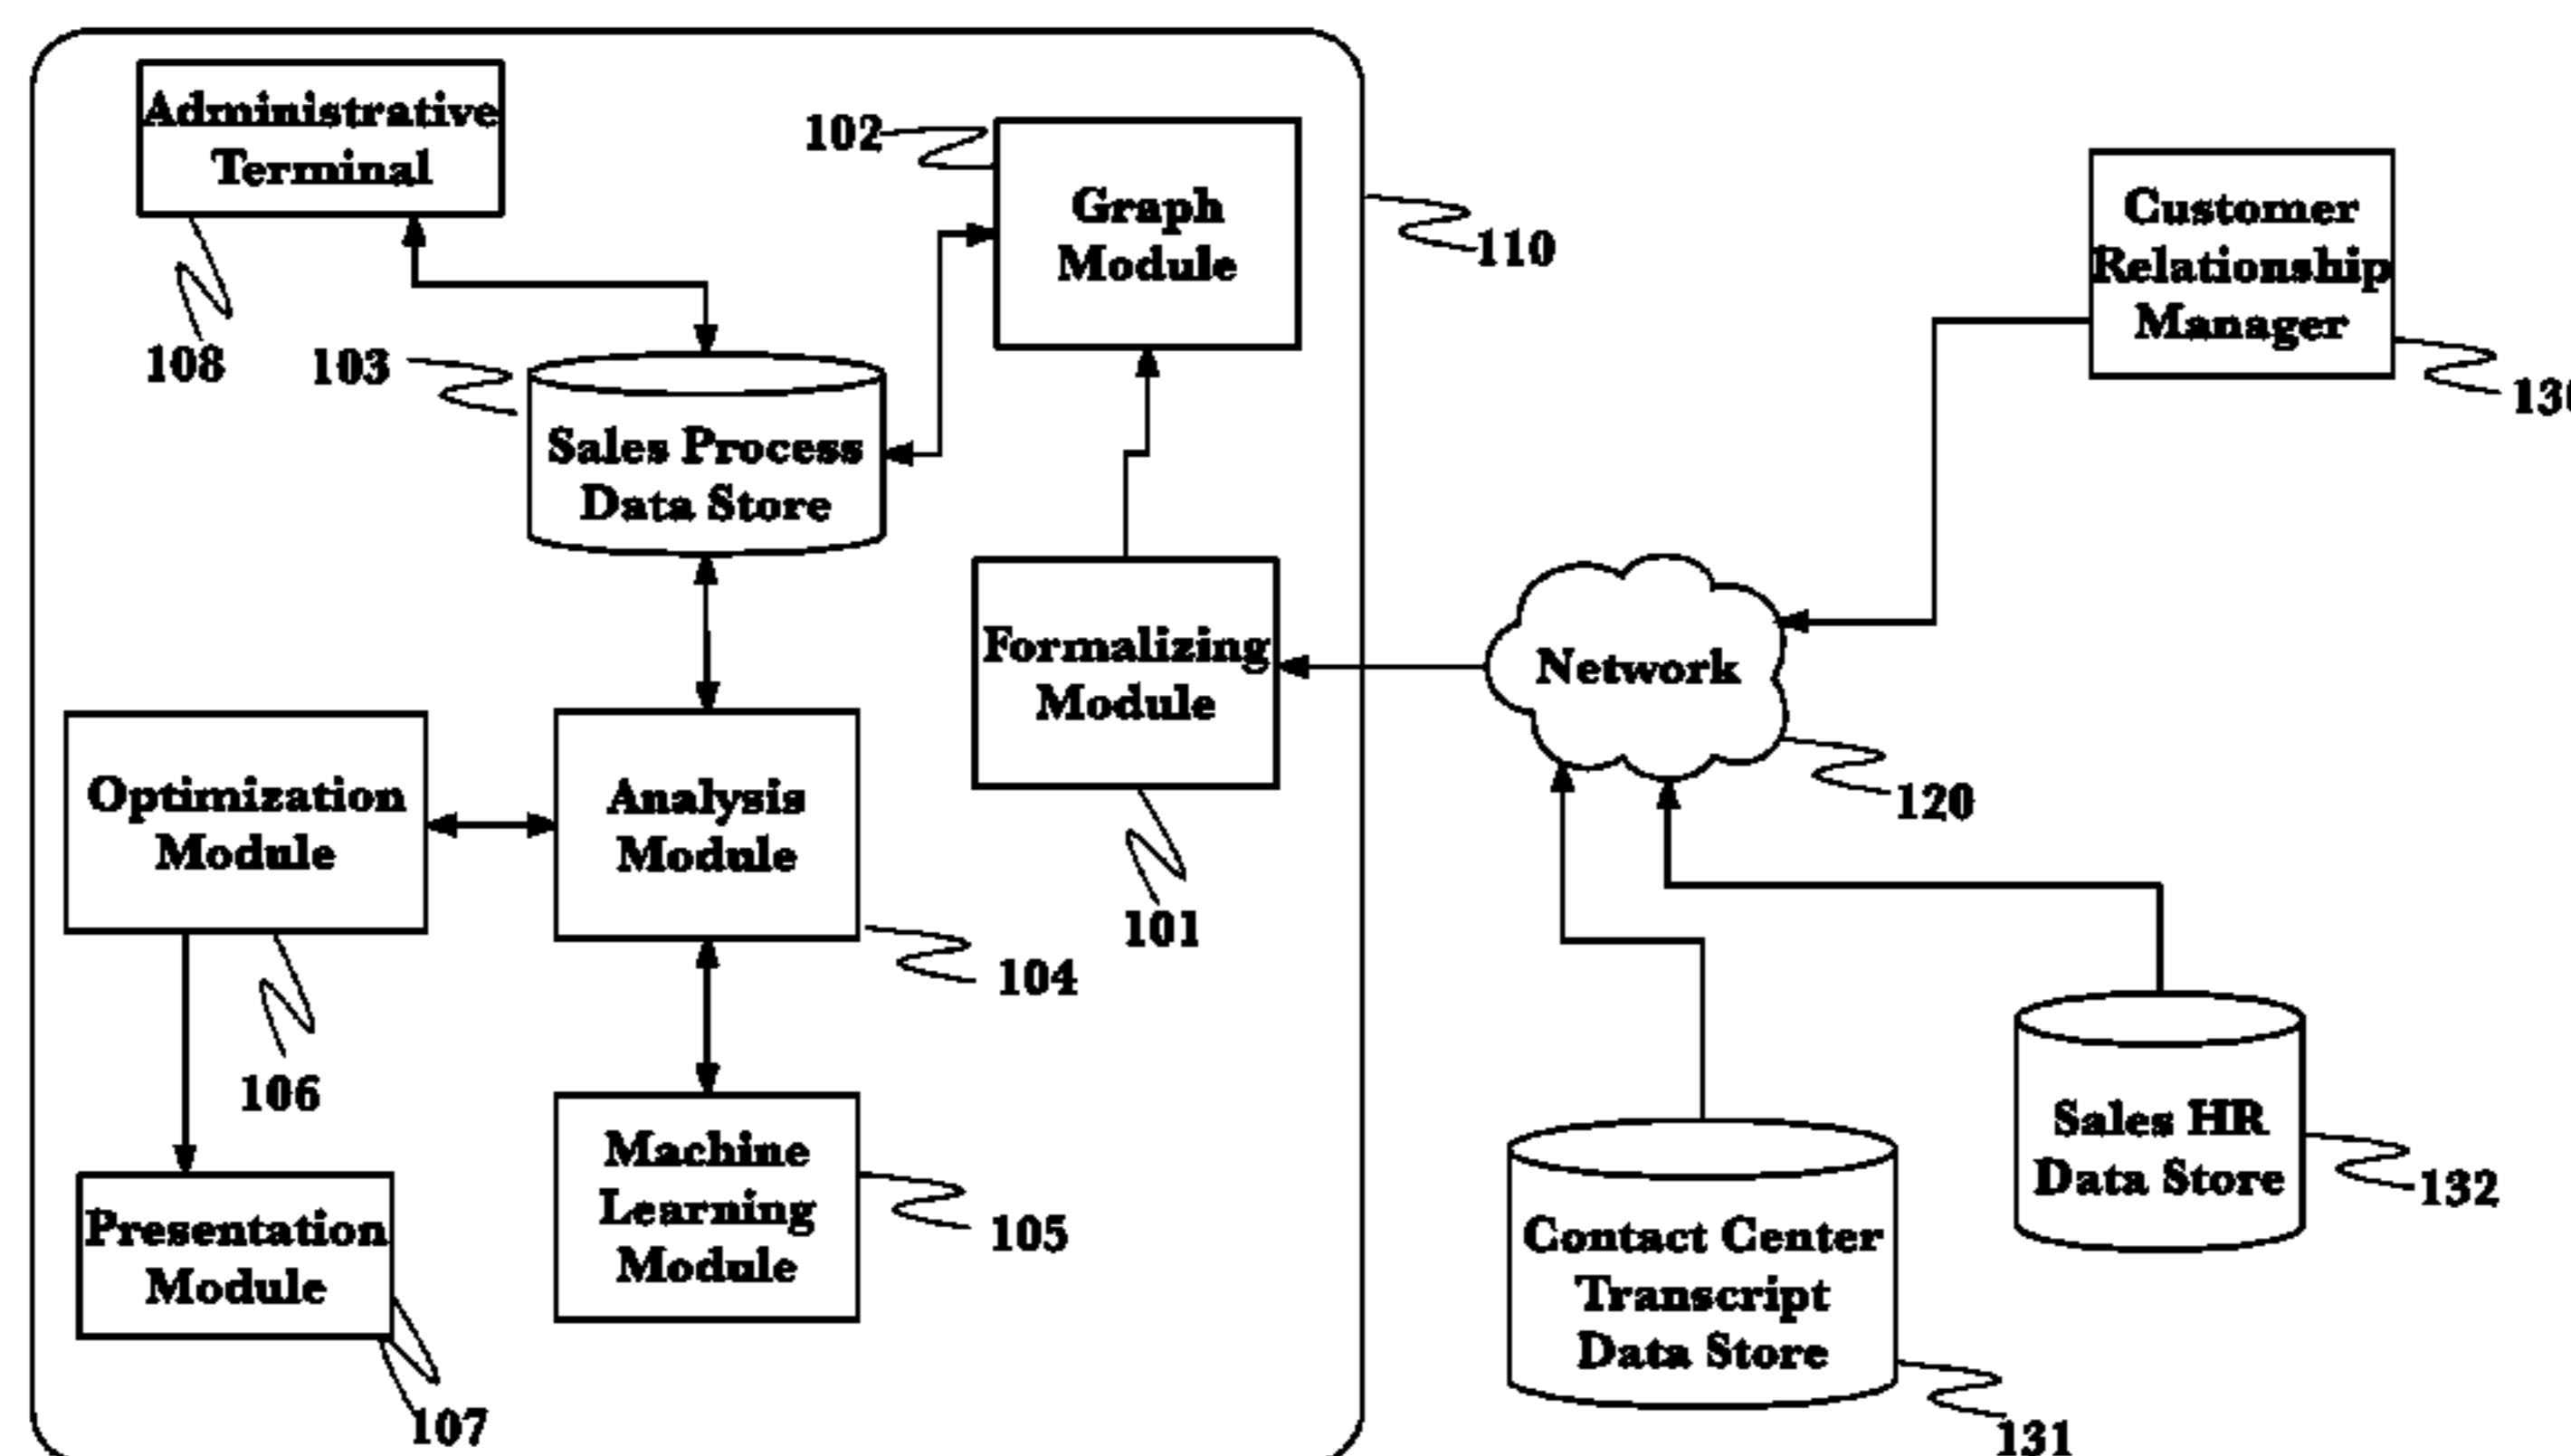 Administrative
Terminal
108
102
Graph
Module
110
Customer
Relationship
Manager
103
Sales Process
Data Store
Formalizing
Module
101
Network
120
Optimization
Module
106
Analysis
Module
104
Machine
Learning
Module
105
Presentation
Module
107
Sales HR
Data Store
132
Contact Center
Transcript
Data Store
131